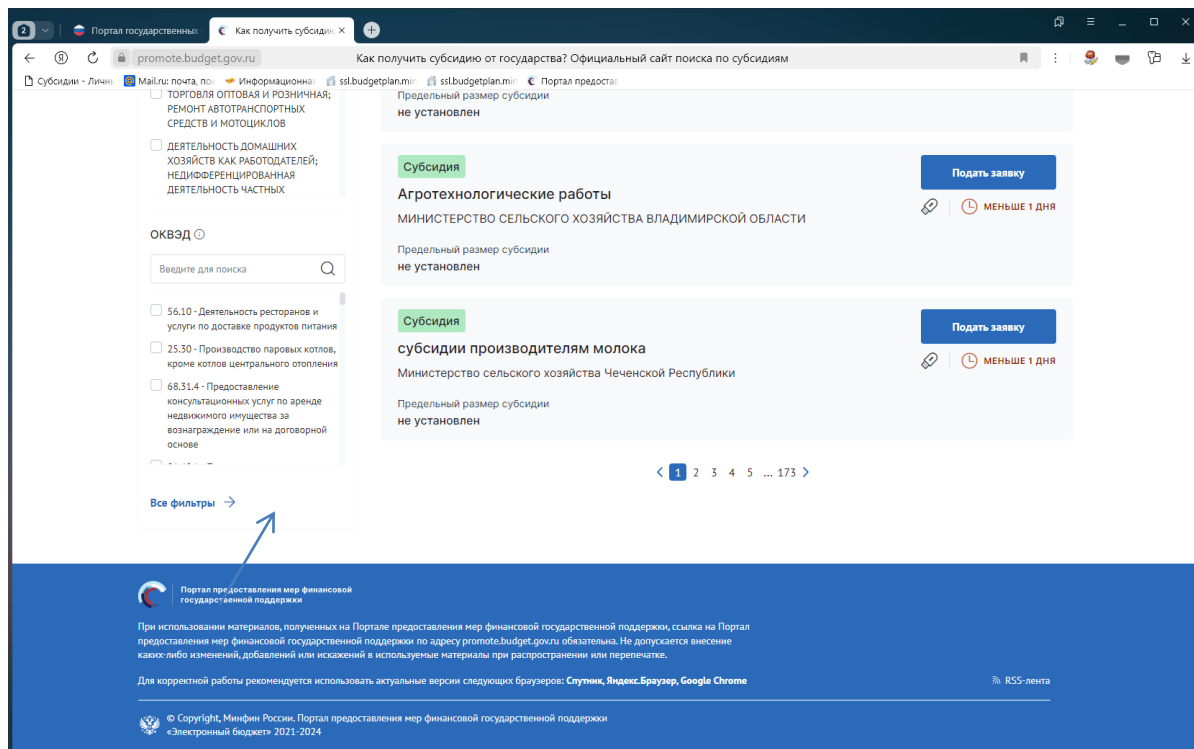 2
Портал государственных
Как получить субсидию
promote.budget.gov.ru
Как получить субсидию от государства? Официальный сайт поиска по субсидиям
Субсидии - Личн
Mail.ru: почта, пои
Информационная
ssl.budgetplan.min
ssl.budgetplan.min
Портал предостав
ТОРГОВЛЯ ОПТОВАЯ И РОЗНИЧНАЯ;
РЕМОНТ АВТОТРАНСПОРТНЫХ
СРЕДСТВ И МОТОЦИКЛОВ
ДЕЯТЕЛЬНОСТЬ ДОМАШНИХ
ХОЗЯЙСТВ КАК РАБОТОДАТЕЛЕЙ;
НЕДИФФЕРЕНЦИРОВАННАЯ
ДЕЯТЕЛЬНОСТЬ ЧАСТНЫХ
ОКВЭД
Введите для поиска
56.10 - Деятельность ресторанов и
услуги по доставке продуктов питания
25.30 - Производство паровых котлов,
кроме котлов центрального отопления
68.31.4 - Предоставление
консультационных услуг по аренде
недвижимого имущества за
вознаграждение или на договорной
основе
Все фильтры
Предельный размер субсидии
не установлен
Субсидия
Агротехнологические работы
МИНИСТЕРСТВО СЕЛЬСКОГО ХОЗЯЙСТВА ВЛАДИМИРСКОЙ ОБЛАСТИ
Предельный размер субсидии
не установлен
Подать заявку
МЕНЬШЕ 1 ДНЯ
Субсидия
субсидии производителям молока
Министерство сельского хозяйства Чеченской Республики
Предельный размер субсидии
не установлен
Подать заявку
МЕНЬШЕ 1 ДНЯ
1 2 3 4 5 ... 173
Портал предоставления мер финансовой
государственной поддержки
При использовании материалов, полученных на Портале предоставления мер финансовой государственной поддержки, ссылка на Портал
предоставления мер финансовой государственной поддержки по адресу promote.budget.gov.ru обязательна. Не допускается внесение
каких-либо изменений, добавлений или искажений в используемые материалы при распространении или перепечатке.
Для корректной работы рекомендуется использовать актуальные версии следующих браузеров: Спутник, Яндекс.Браузер, Google Chrome
RSS-лента
© Copyright, Минфин России. Портал предоставления мер финансовой государственной поддержки
«Электронный бюджет» 2021-2024